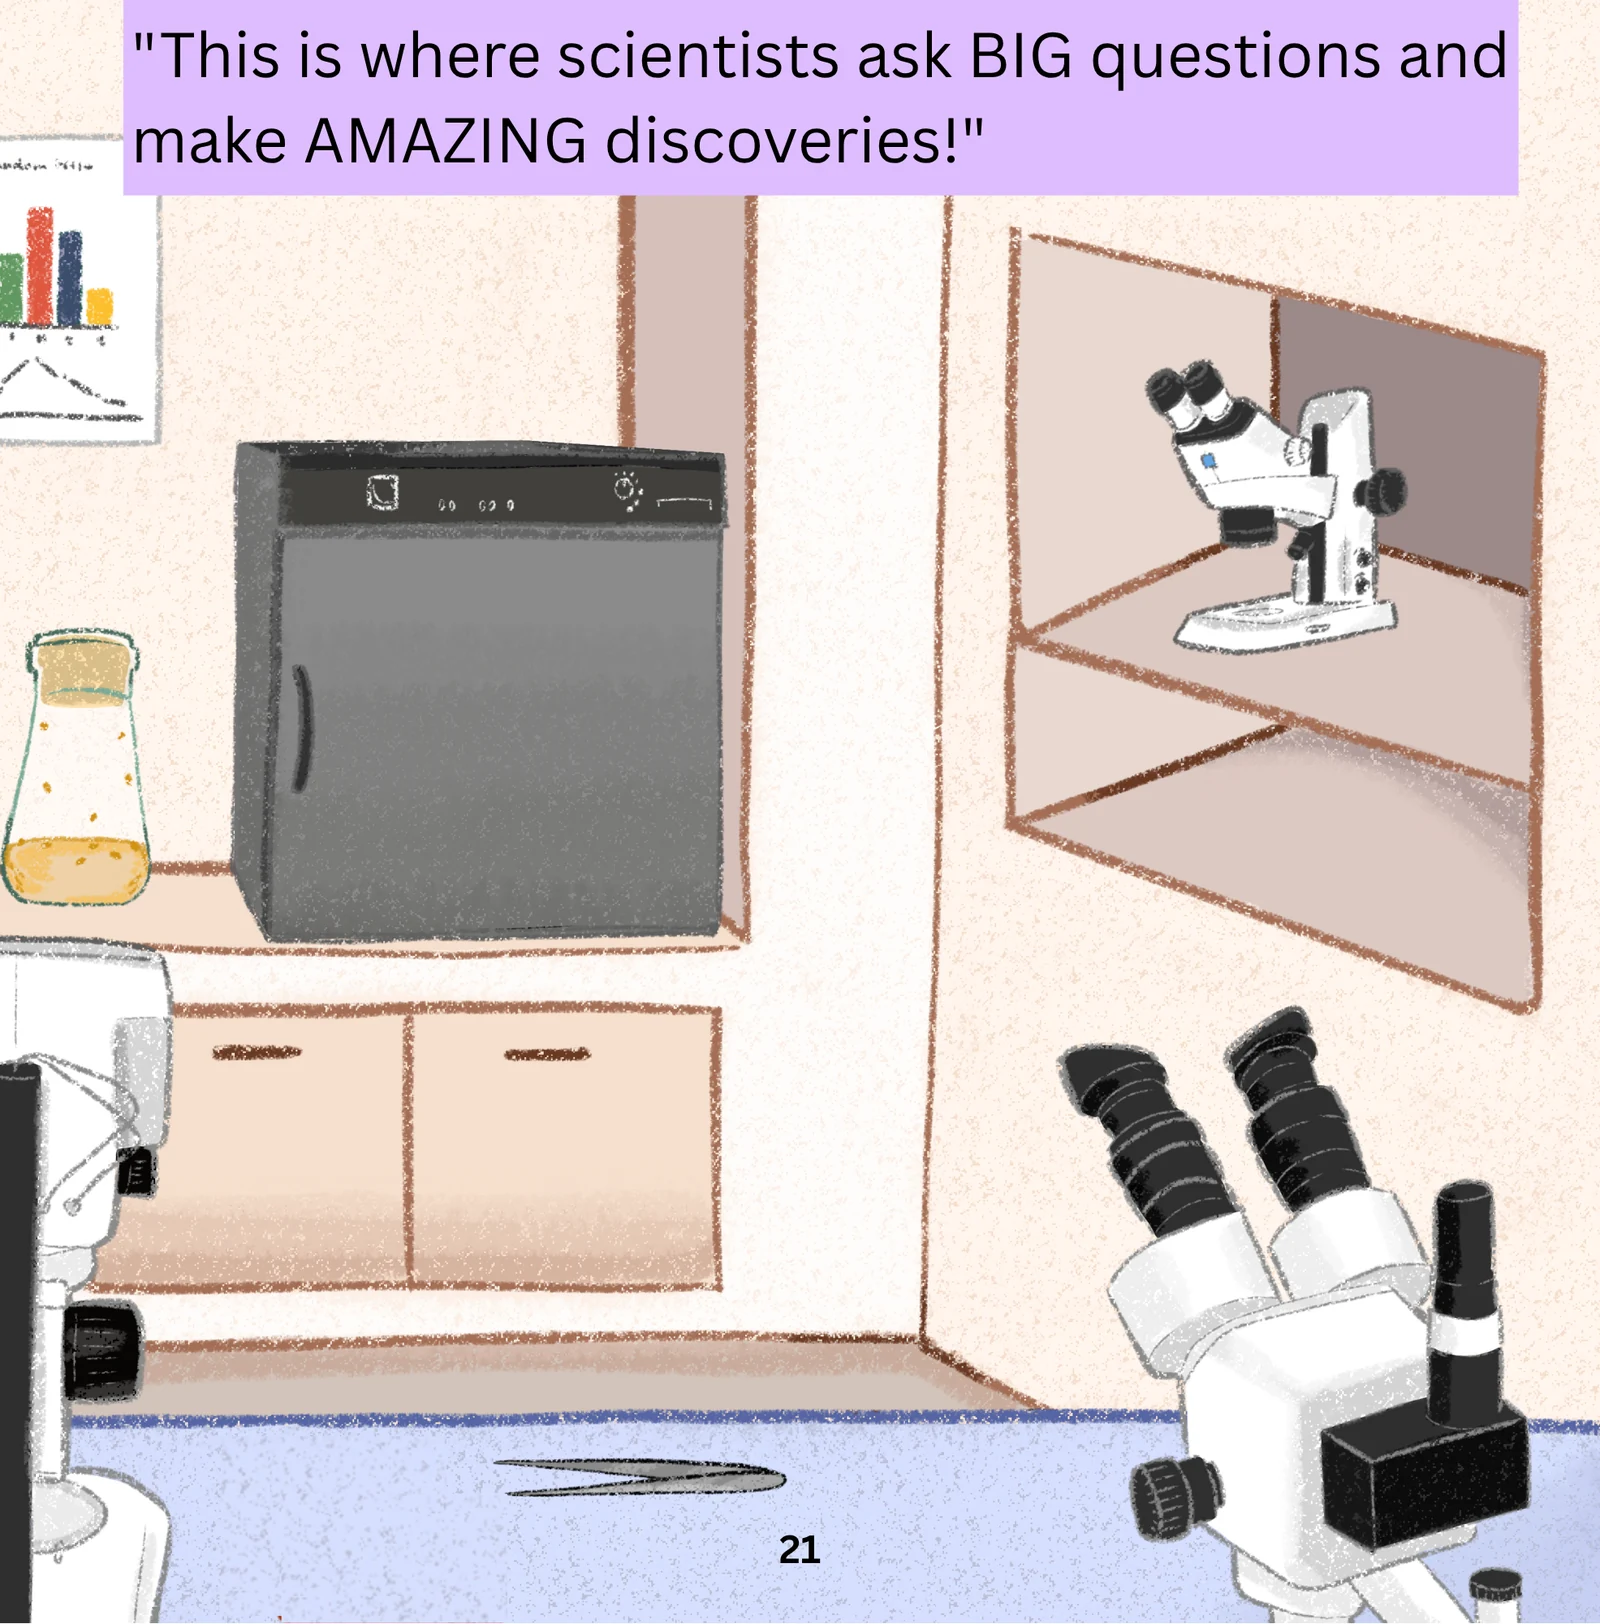 "This is where scientists ask BIG questions and
make AMAZING discoveries!"
21